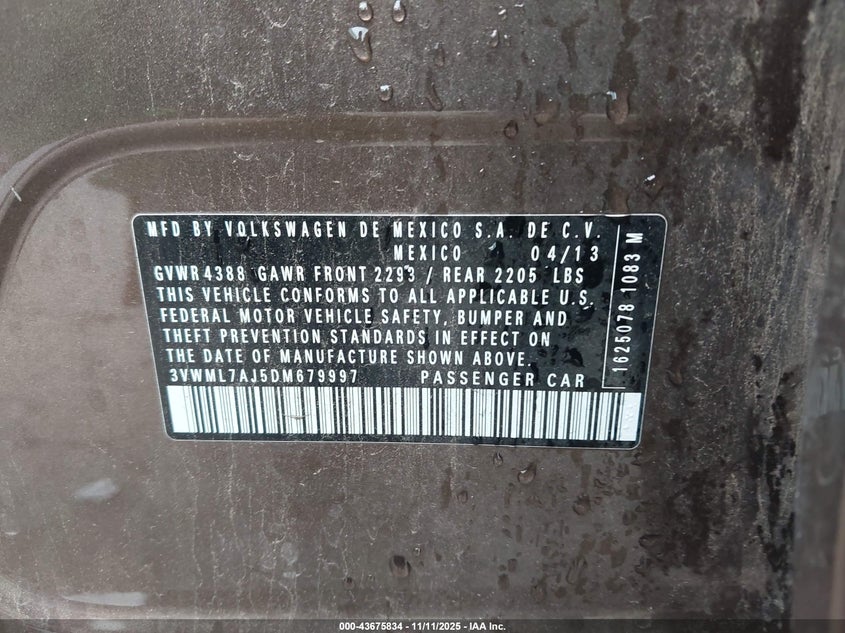 MFD BY VOLKSWAGEN DE MEXICO S.A. DE C.V.
MEXICO 04/13
GVWR 4388 GAWR FRONT 2293 / REAR 2205 LBS
THIS VEHICLE CONFORMS TO ALL APPLICABLE U.S.
FEDERAL MOTOR VEHICLE SAFETY, BUMPER AND
THEFT PREVENTION STANDARDS IN EFFECT ON
THE DATE OF MANUFACTURE SHOWN ABOVE.
3VWML7AJ5DM679997 PASSENGER CAR
1625078 1083 M
000-43675834 - 11/11/2025 - IAA Inc.